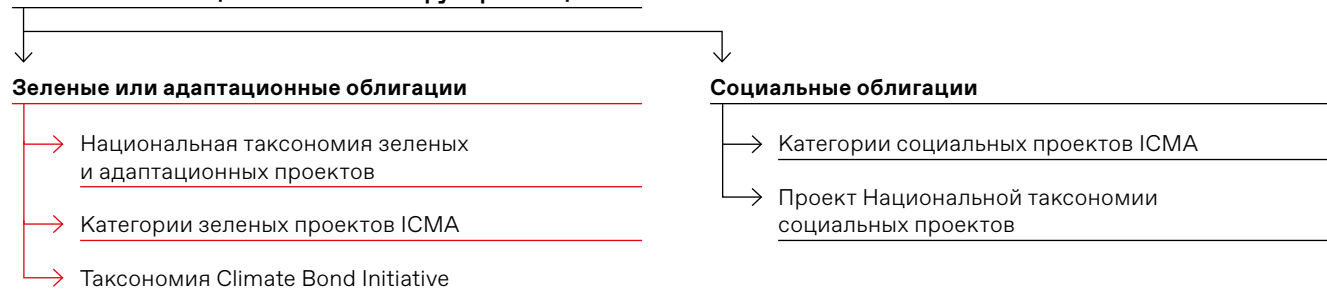 Зеленые или адаптационные облигации
Национальная таксономия зеленых
и адаптационных проектов
Категории зеленых проектов ICMA
Таксономия Climate Bond Initiative
Социальные облигации
Категории социальных проектов ICMA
Проект Национальной таксономии
социальных проектов